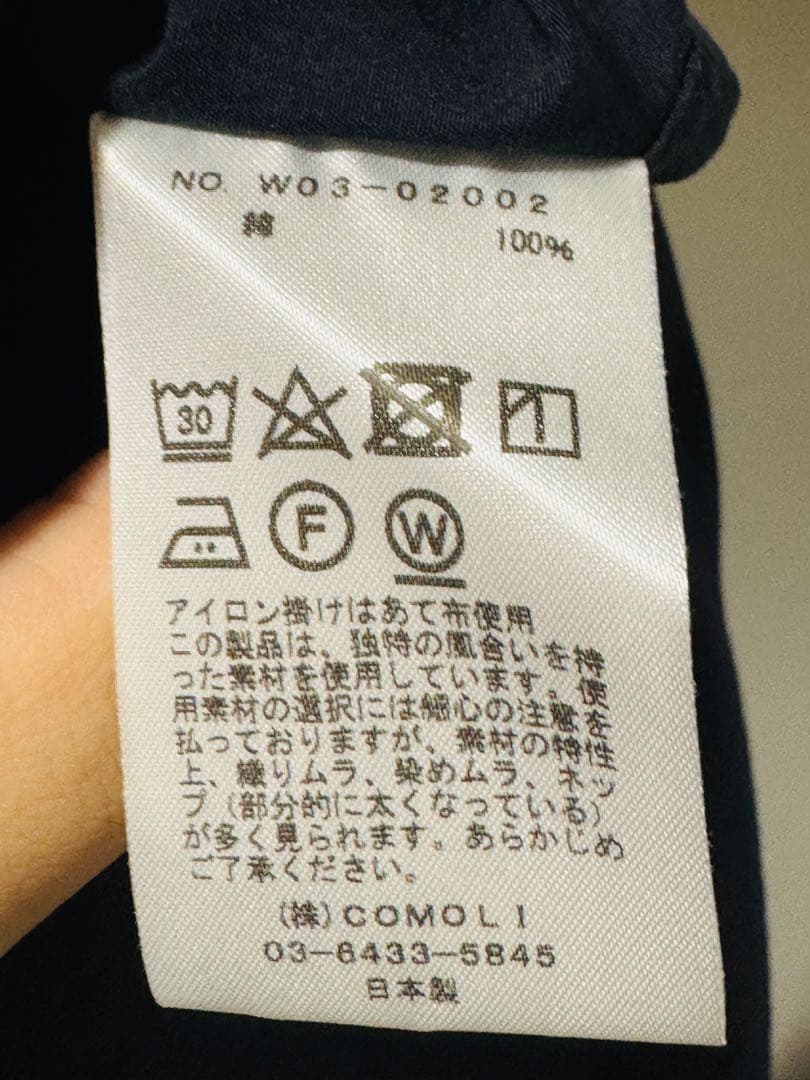 NO. W03-02002
綿 100%
30
F W
アイロン掛けはあて布使用
この製品は、独特の風合いを持
った素材を使用しています。使
用素材の選択には細心の注意を
払っておりますが、素材の特性
上、織りムラ、染めムラ、ネッ
プ(部分的に太くなっている)
が多く見られます。あらかじめ
ご了承ください。
(株)COMOLI
03-6433-5845
日本製